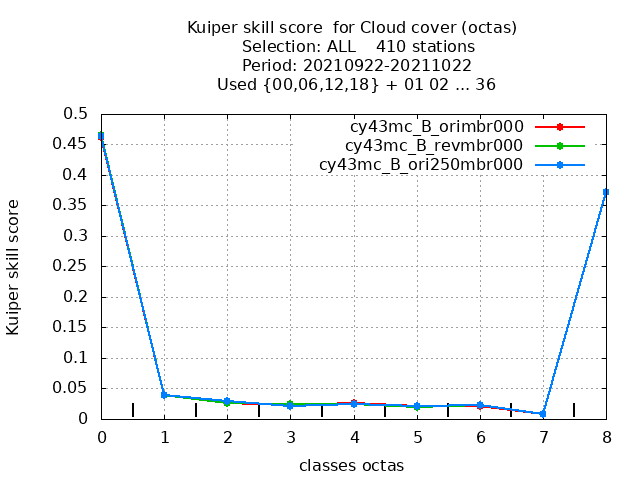 Kuiper skill score  for Cloud cover (octas)
Selection: ALL    410 stations
Period: 20210922-20211022
Used {00,06,12,18} + 01 02 ... 36
cy43mc_B_orimbr000
cy43mc_B_revmbr000
cy43mc_B_ori250mbr000
Kuiper skill score
0.5
0.45
0.4
0.35
0.3
0.25
0.2
0.15
0.1
0.05
0
0 1 2 3 4 5 6 7 8
classes octas